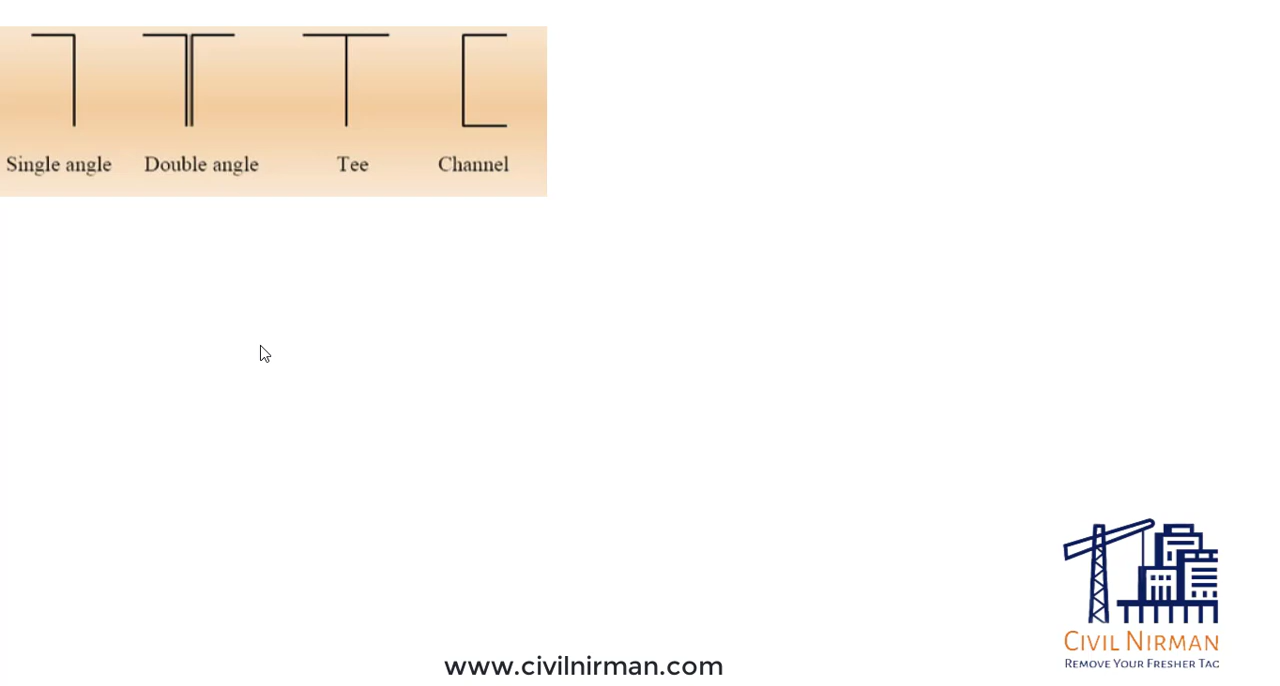 Single angle Double angle Tee Channel
CIVIL NIRMAN
REMOVE YOUR FRESHER TAG
www.civilnirman.com